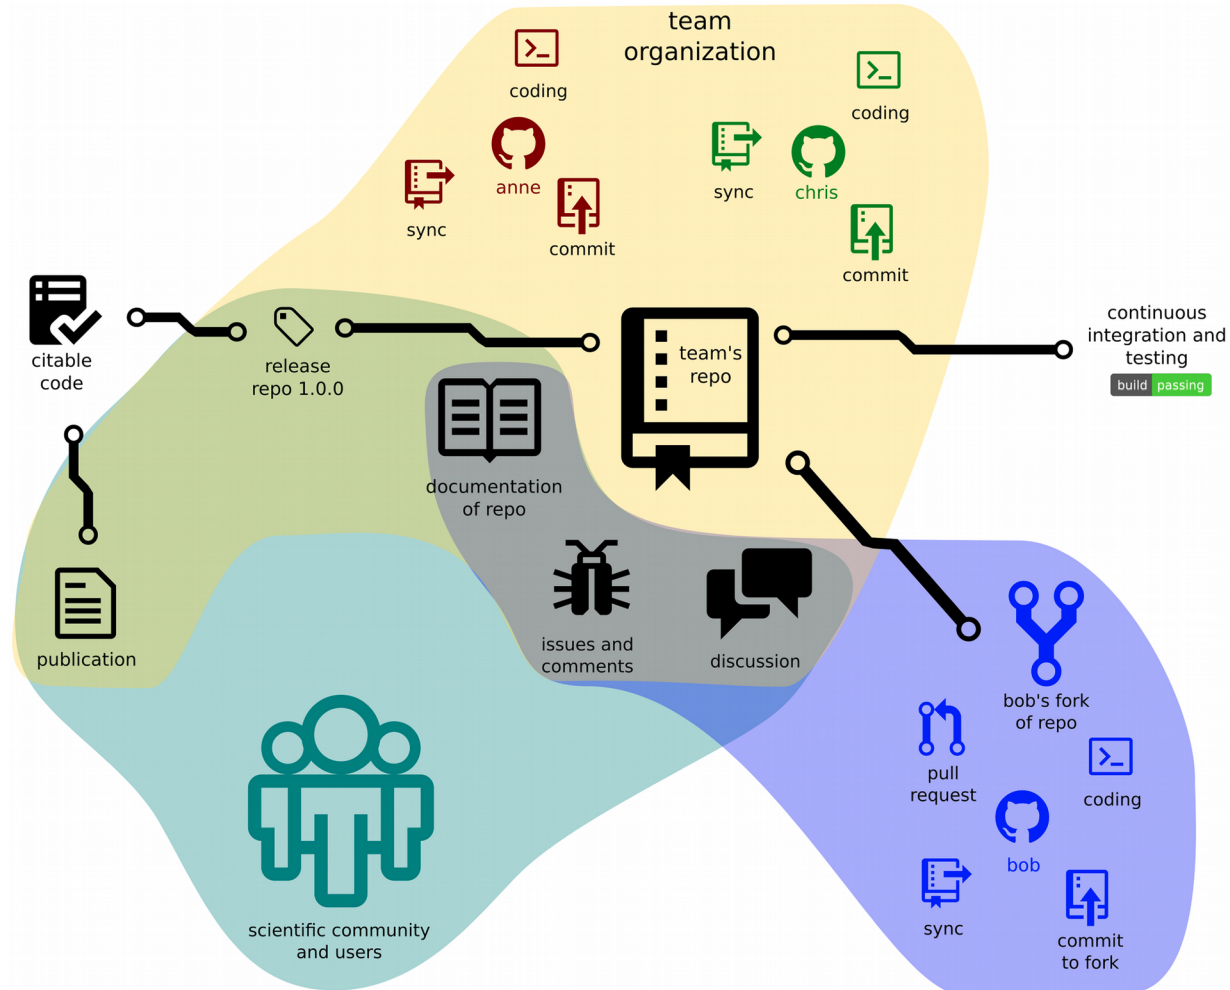 team
organization
coding
coding
anne
sync
commit
sync
chris
commit
citable
code
release
repo 1.0.0
team's
repo
continuous
integration and
testing
build passing
documentation
of repo
publication
issues and
comments
discussion
bob's fork
of repo
pull
request
coding
bob
sync
commit
to fork
scientific community
and users